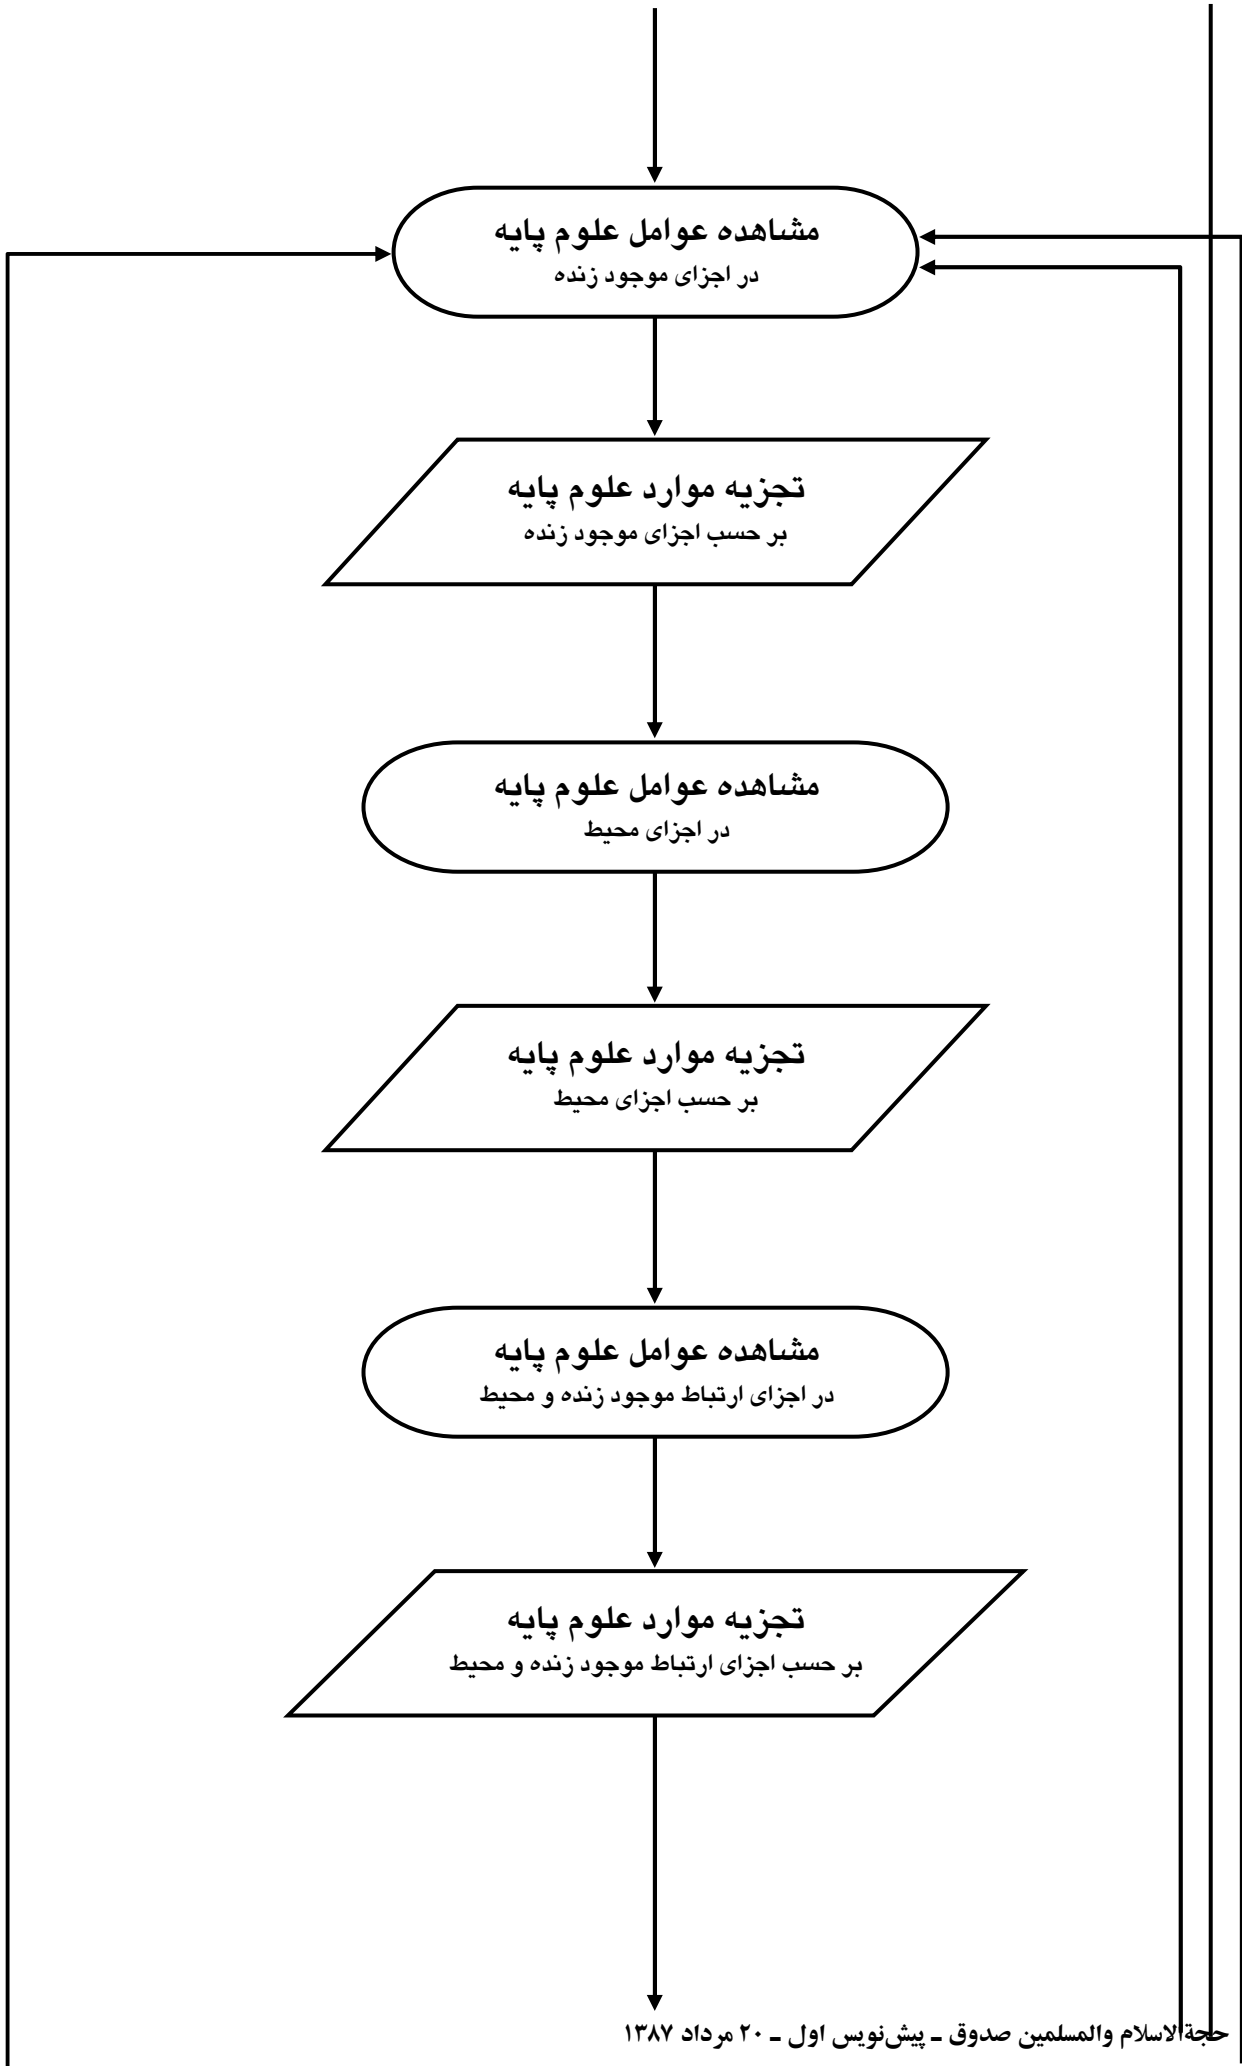 مشاهده عوامل علوم پایه
در اجزای موجود زنده
تجزیه موارد علوم پایه
بر حسب اجزای موجود زنده
مشاهده عوامل علوم پایه
در اجزای محیط
تجزیه موارد علوم پایه
بر حسب اجزای محیط
مشاهده عوامل علوم پایه
در اجزای ارتباط موجود زنده و محیط
تجزیه موارد علوم پایه
بر حسب اجزای ارتباط موجود زنده و محیط
حجةالاسلام والمسلمین صدوق ـ پیش‌نویس اول ـ ۲۰ مرداد ۱۳۸۷